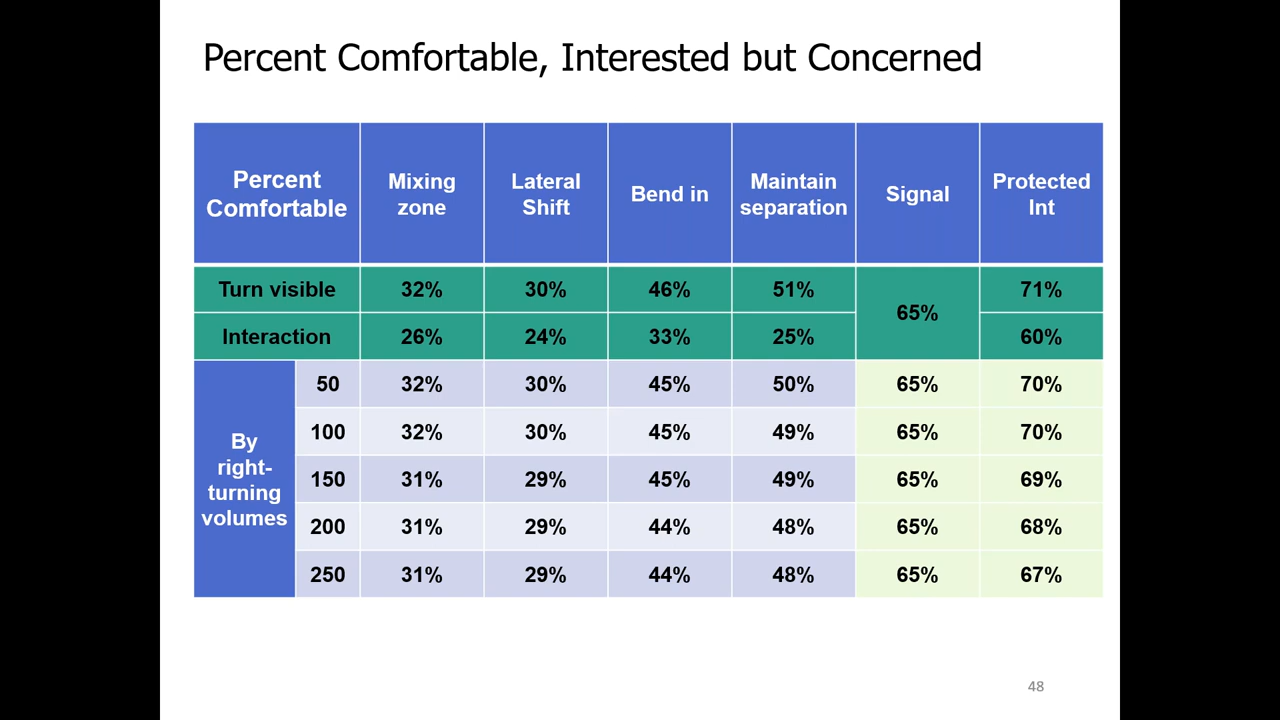 Percent Comfortable, Interested but Concerned
Percent Comfortable
Mixing zone
Lateral Shift
Bend in
Maintain separation
Signal
Protected Int
Turn visible 32% 30% 46% 51% 65% 71%
Interaction 26% 24% 33% 25% 60%
By right-turning volumes
50 32% 30% 45% 50% 65% 70%
100 32% 30% 45% 49% 65% 70%
150 31% 29% 45% 49% 65% 69%
200 31% 29% 44% 48% 65% 68%
250 31% 29% 44% 48% 65% 67%
48